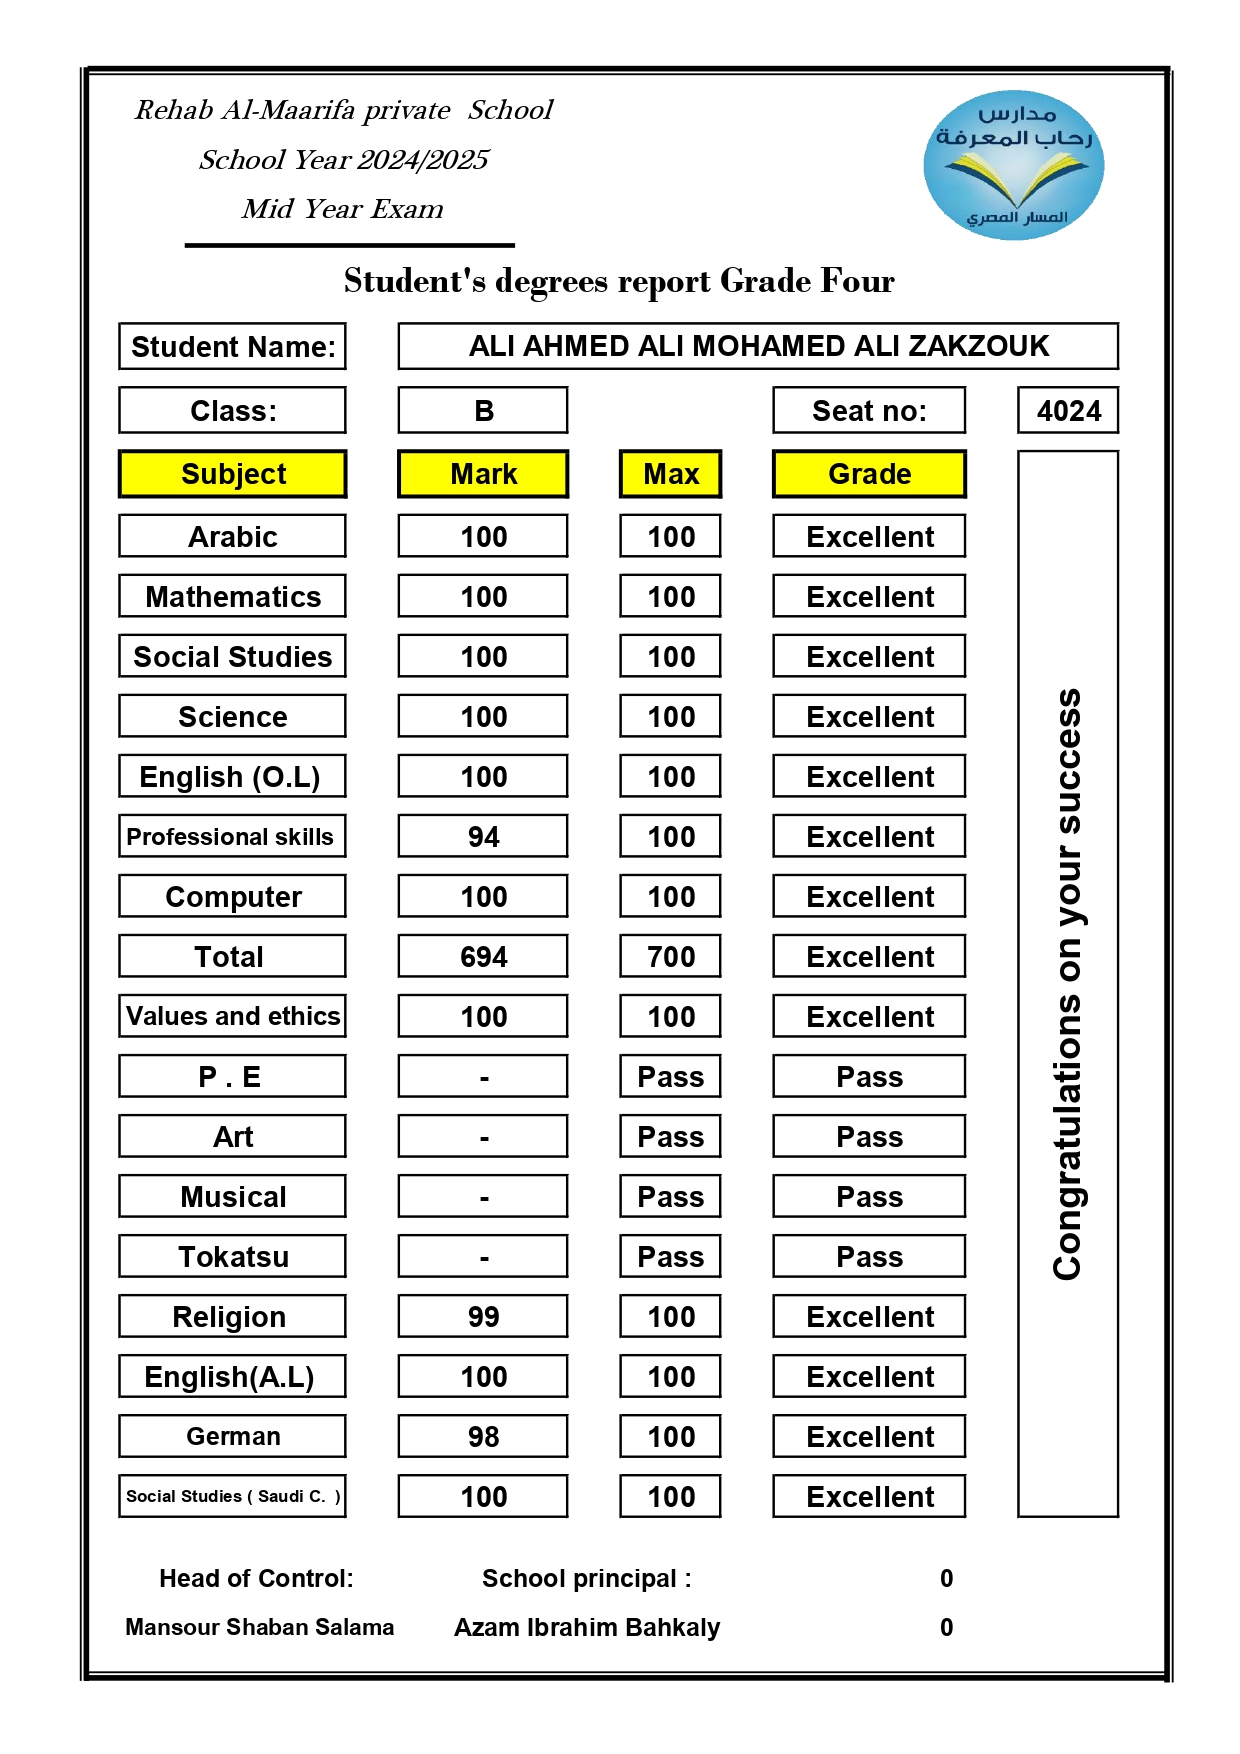 Rehab Al-Maarifa private School
School Year 2024/2025
Mid Year Exam
مدارس
رحاب المعرفة
المسار المصري
Student's degrees report Grade Four
Student Name: ALI AHMED ALI MOHAMED ALI ZAKZOUK
Class: B Seat no: 4024
Subject Mark Max Grade
Arabic 100 100 Excellent
Mathematics 100 100 Excellent
Social Studies 100 100 Excellent
Science 100 100 Excellent
English (O.L) 100 100 Excellent
Professional skills 94 100 Excellent
Computer 100 100 Excellent
Total 694 700 Excellent
Values and ethics 100 100 Excellent
P . E - Pass Pass
Art - Pass Pass
Musical - Pass Pass
Tokatsu - Pass Pass
Religion 99 100 Excellent
English(A.L) 100 100 Excellent
German 98 100 Excellent
Social Studies ( Saudi C. ) 100 100 Excellent
Congratulations on your success
Head of Control: School principal : 0
Mansour Shaban Salama Azam Ibrahim Bahkaly 0